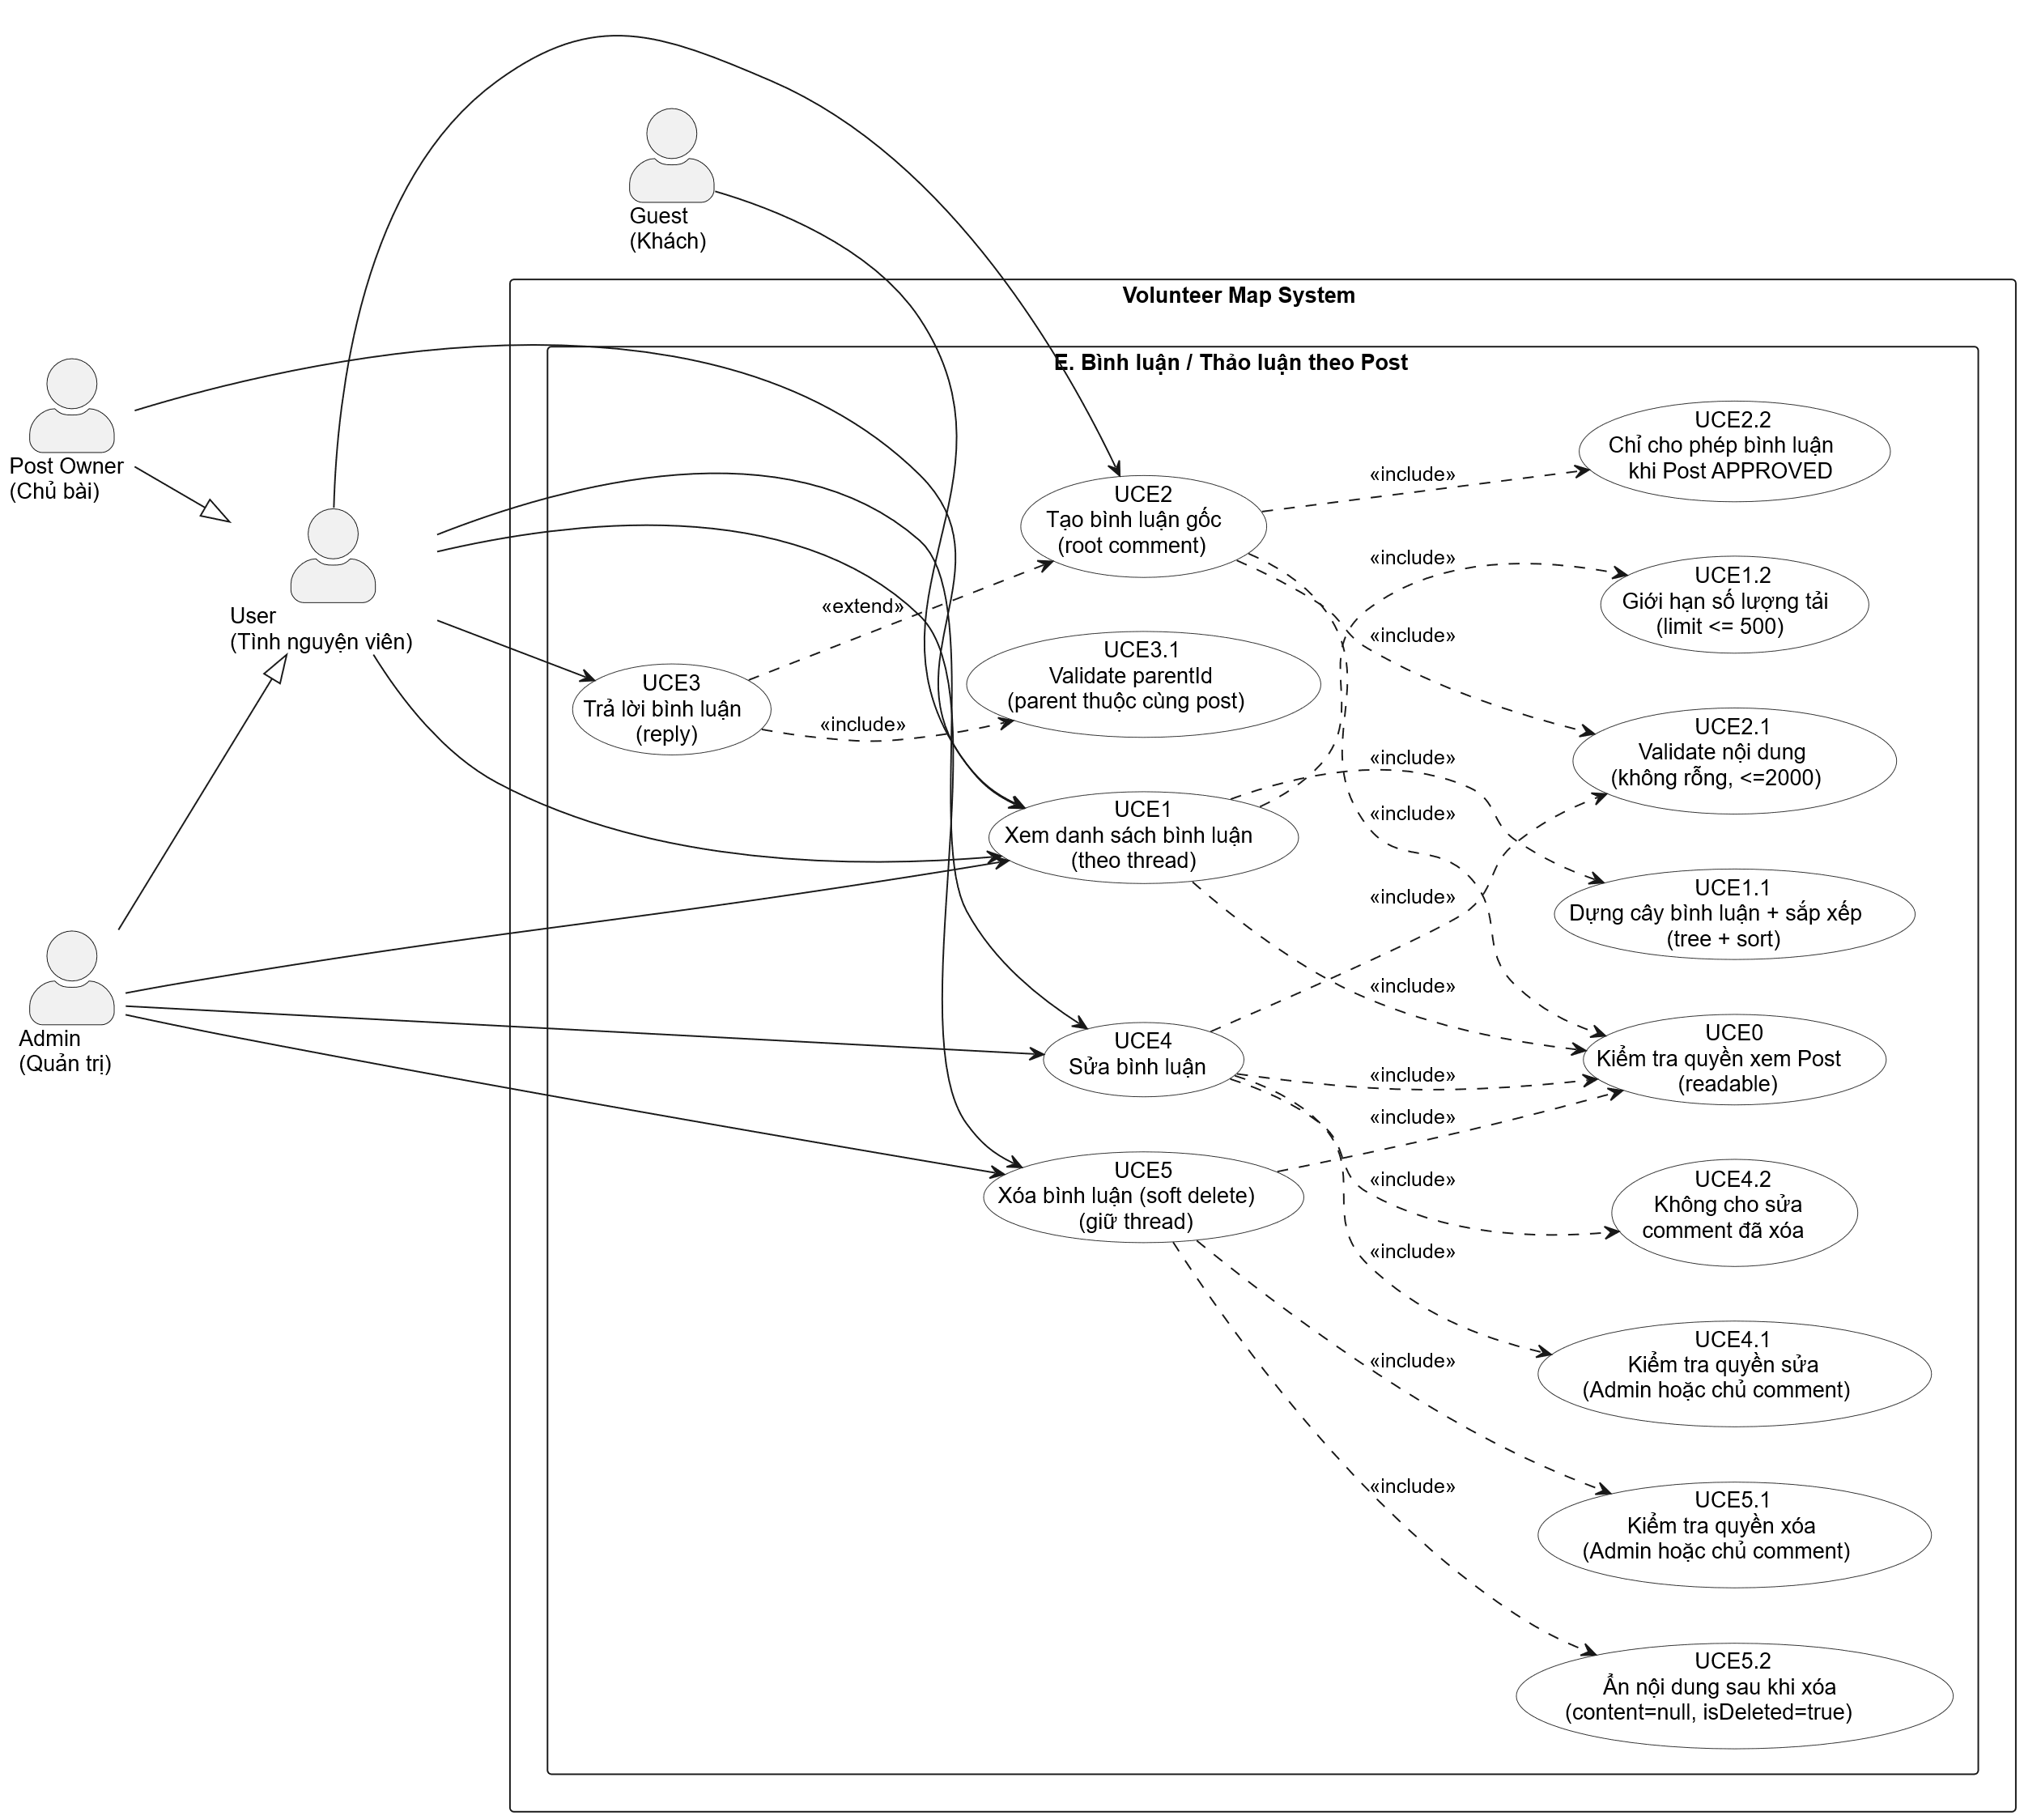 Guest
(Khách)
Volunteer Map System
E. Bình luận / Thảo luận theo Post
Post Owner
(Chủ bài)
User
(Tình nguyện viên)
Admin
(Quản trị)
UCE2
Tạo bình luận gốc
(root comment)
UCE2.2
Chỉ cho phép bình luận
khi Post APPROVED
«include»
«include»
UCE1.2
Giới hạn số lượng tải
(limit <= 500)
«extend»
«include»
UCE3
Trả lời bình luận
(reply)
UCE3.1
Validate parentId
(parent thuộc cùng post)
«include»
UCE2.1
Validate nội dung
(không rỗng, <=2000)
«include»
«include»
UCE1
Xem danh sách bình luận
(theo thread)
«include»
UCE1.1
Dựng cây bình luận + sắp xếp
(tree + sort)
«include»
UCE4
Sửa bình luận
UCE0
Kiểm tra quyền xem Post
(readable)
«include»
«include»
UCE5
Xóa bình luận (soft delete)
(giữ thread)
«include»
UCE4.2
Không cho sửa
comment đã xóa
«include»
UCE4.1
Kiểm tra quyền sửa
(Admin hoặc chủ comment)
«include»
UCE5.1
Kiểm tra quyền xóa
(Admin hoặc chủ comment)
«include»
UCE5.2
Ẩn nội dung sau khi xóa
(content=null, isDeleted=true)